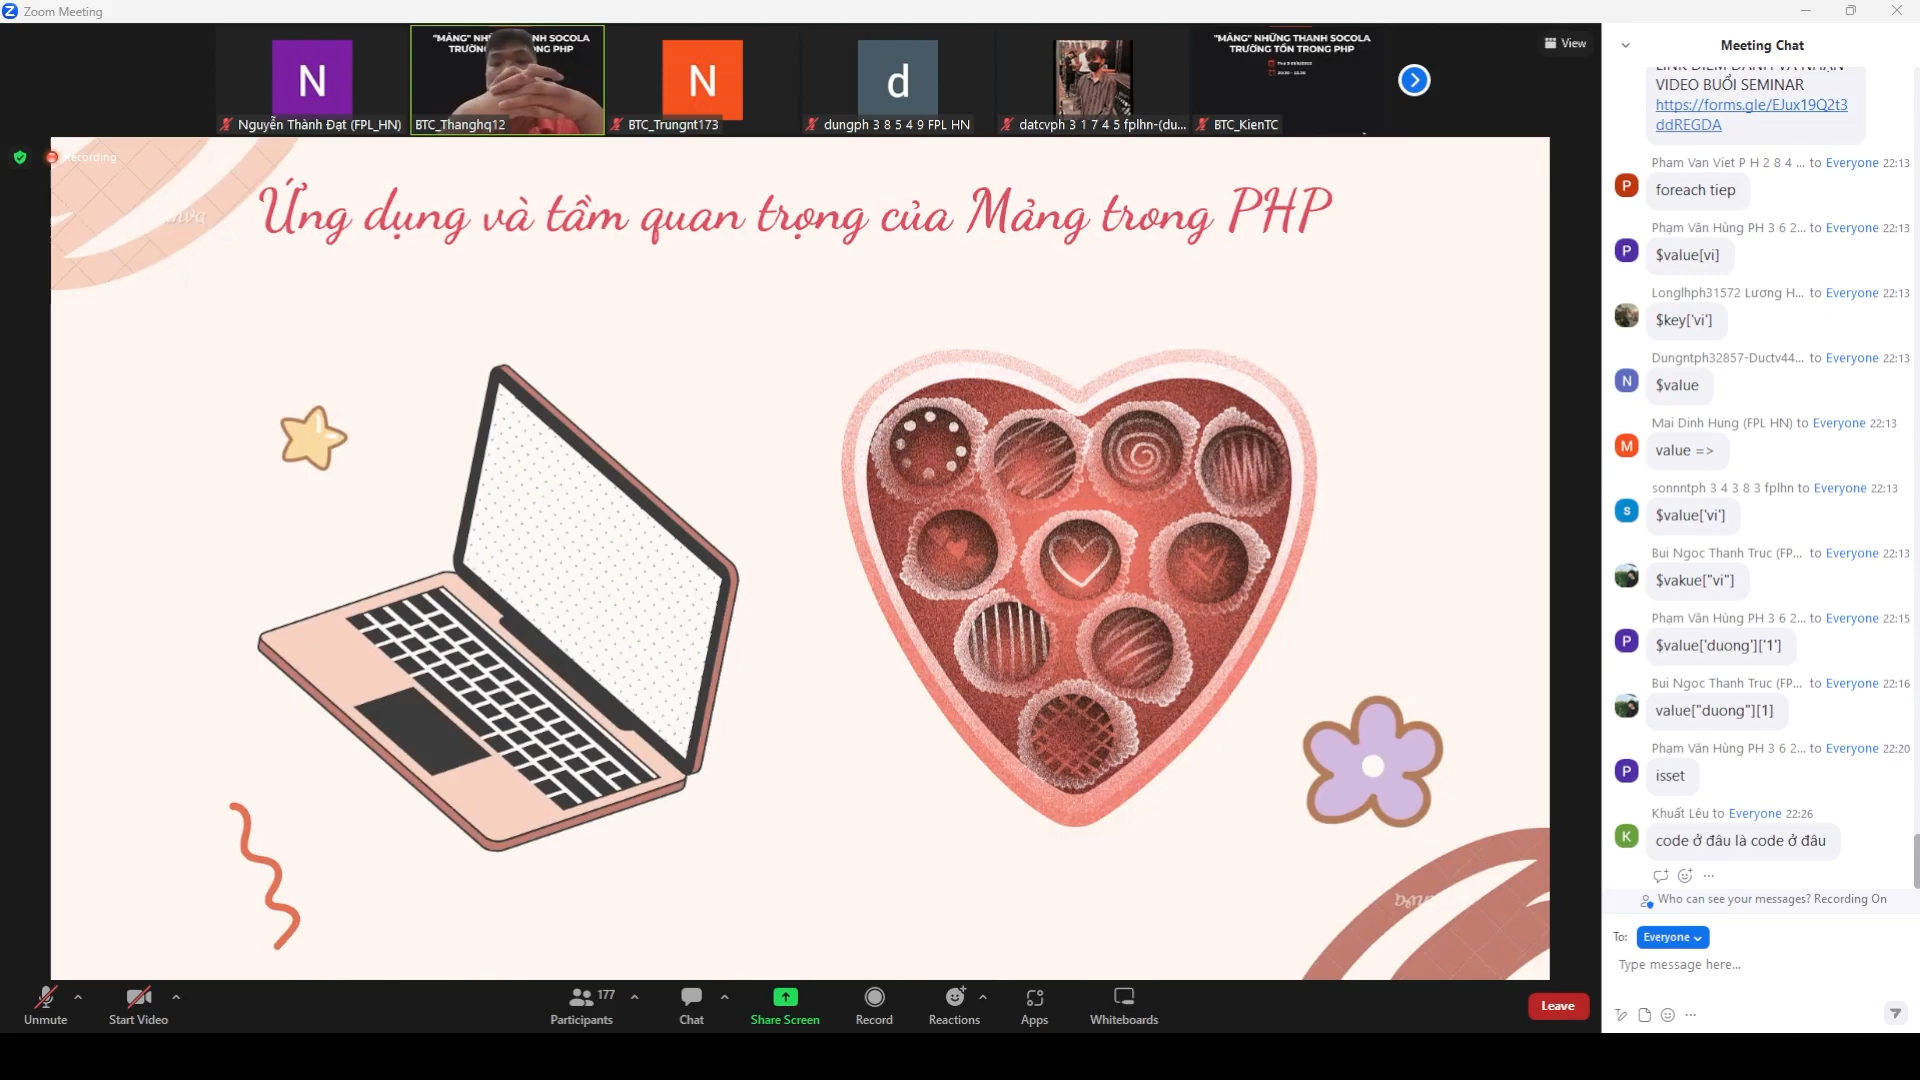 Zoom Meeting
"MẢNG" NHỮNG THANH SOCOLA
TRƯỜNG TỒN TRONG PHP
View
N
N
d
Nguyễn Thành Đạt (FPL_HN)
BTC_Thanghq12
BTC_Trungnt173
dungph 3 8 5 4 9 FPL HN
datcvph 3 1 7 4 5 fplhn-(du...
BTC_KienTC
Recording
Ứng dụng và tầm quan trọng của Mảng trong PHP
Meeting Chat
LINK ĐIỂM DANH VÀ NHẬN
VIDEO BUỔI SEMINAR
https://forms.gle/EJux19Q2t3
ddREGDA
Pham Van Viet P H 2 8 4 ... to Everyone 22:13
P
foreach tiep
Phạm Văn Hùng PH 3 6 2... to Everyone 22:13
P
$value[vi]
Longlhph31572 Lương H... to Everyone 22:13
$key['vi']
Dungntph32857-Ductv44... to Everyone 22:13
N
$value
Mai Dinh Hung (FPL HN) to Everyone 22:13
M
value =>
sonnntph 3 4 3 8 3 fplhn to Everyone 22:13
s
$value['vi']
Bui Ngoc Thanh Truc (FP... to Everyone 22:13
$vakue["vi"]
Phạm Văn Hùng PH 3 6 2... to Everyone 22:15
P
$value['duong']['1']
Bui Ngoc Thanh Truc (FP... to Everyone 22:16
value["duong"][1]
Phạm Văn Hùng PH 3 6 2... to Everyone 22:20
P
isset
Khuất Lêu to Everyone 22:26
K
code ở đâu là code ở đâu
Who can see your messages? Recording On
To: Everyone
Type message here...
Unmute
Start Video
177
Participants
Chat
Share Screen
Record
Reactions
Apps
Whiteboards
Leave